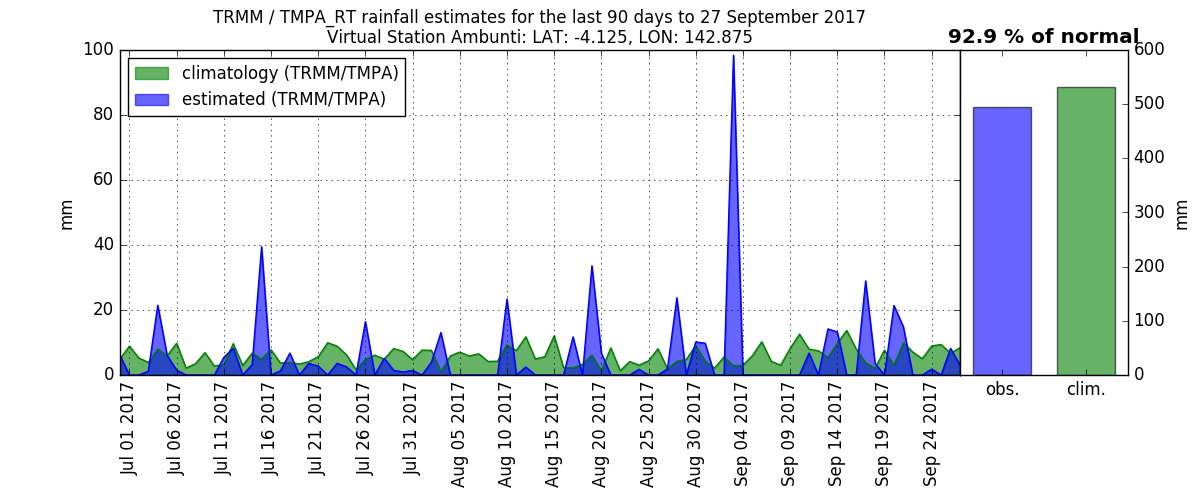 TRMM / TMPA_RT rainfall estimates for the last 90 days to 27 September 2017
Virtual Station Ambunti: LAT: -4.125, LON: 142.875
92.9 % of normal
climatology (TRMM/TMPA)
estimated (TRMM/TMPA)
100
80
60
40
20
0
mm
600
500
400
300
200
100
0
mm
Jul 01 2017
Jul 06 2017
Jul 11 2017
Jul 16 2017
Jul 21 2017
Jul 26 2017
Jul 31 2017
Aug 05 2017
Aug 10 2017
Aug 15 2017
Aug 20 2017
Aug 25 2017
Aug 30 2017
Sep 04 2017
Sep 09 2017
Sep 14 2017
Sep 19 2017
Sep 24 2017
obs.
clim.